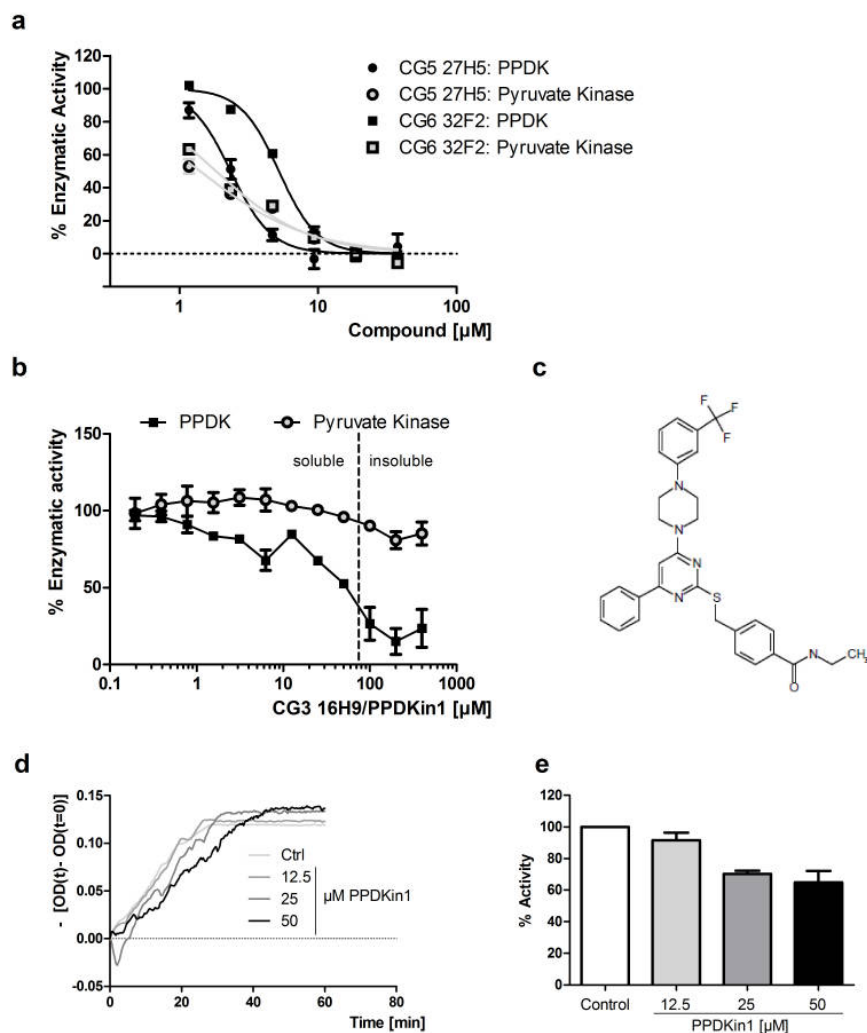 a
% Enzymatic Activity
120
100
80
60
40
20
0
1
10
100
Compound [µM]
CG5 27H5: PPDK
CG5 27H5: Pyruvate Kinase
CG6 32F2: PPDK
CG6 32F2: Pyruvate Kinase
b
PPDK
Pyruvate Kinase
% Enzymatic activity
150
100
50
0
soluble
insoluble
0.1
1
10
100
1000
CG3 16H9/PPDKin1 [µM]
c
F
F
F
N
N
N
N
S
N
H
O
CH3
d
- [OD(t)- OD(t=0)]
0.15
0.10
0.05
0.00
-0.05
0
20
40
60
80
Time [min]
Ctrl
12.5
25
50
µM PPDKin1
e
% Activity
120
100
80
60
40
20
0
Control
12.5
25
50
PPDKin1 [µM]